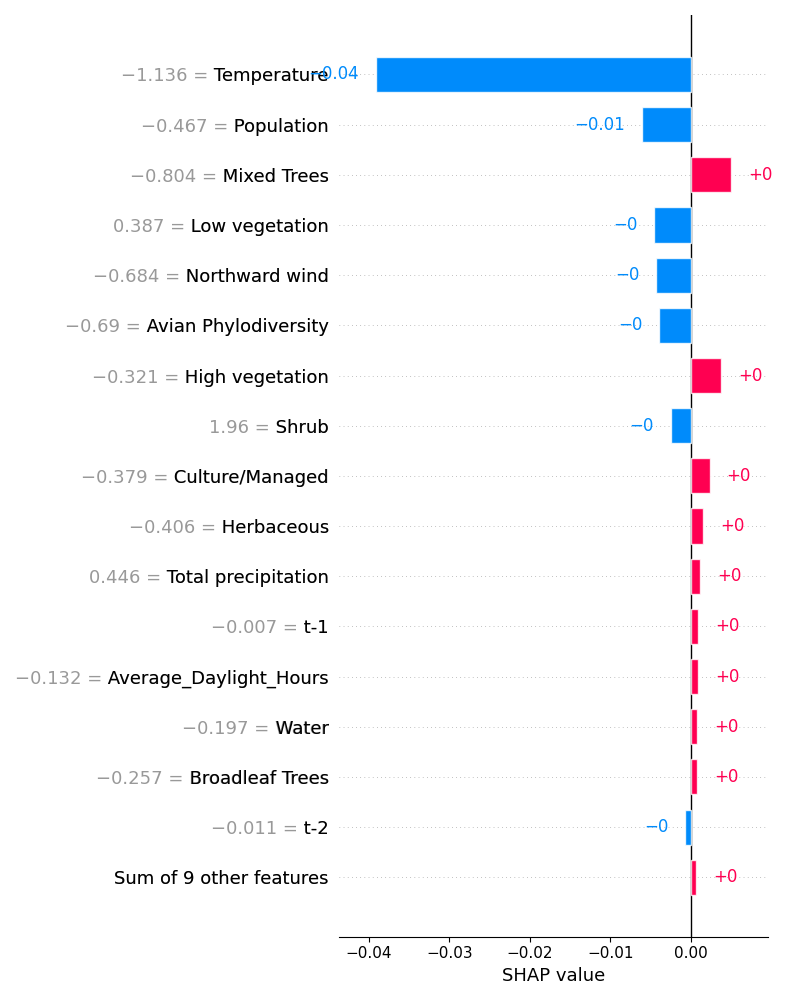 −1.136 = Temperature −0.04
−0.467 = Population −0.01
−0.804 = Mixed Trees +0
0.387 = Low vegetation −0
−0.684 = Northward wind −0
−0.69 = Avian Phylodiversity −0
−0.321 = High vegetation +0
1.96 = Shrub −0
−0.379 = Culture/Managed +0
−0.406 = Herbaceous +0
0.446 = Total precipitation +0
−0.007 = t-1 +0
−0.132 = Average_Daylight_Hours +0
−0.197 = Water +0
−0.257 = Broadleaf Trees +0
−0.011 = t-2 −0
Sum of 9 other features +0
−0.04 −0.03 −0.02 −0.01 0.00
SHAP value